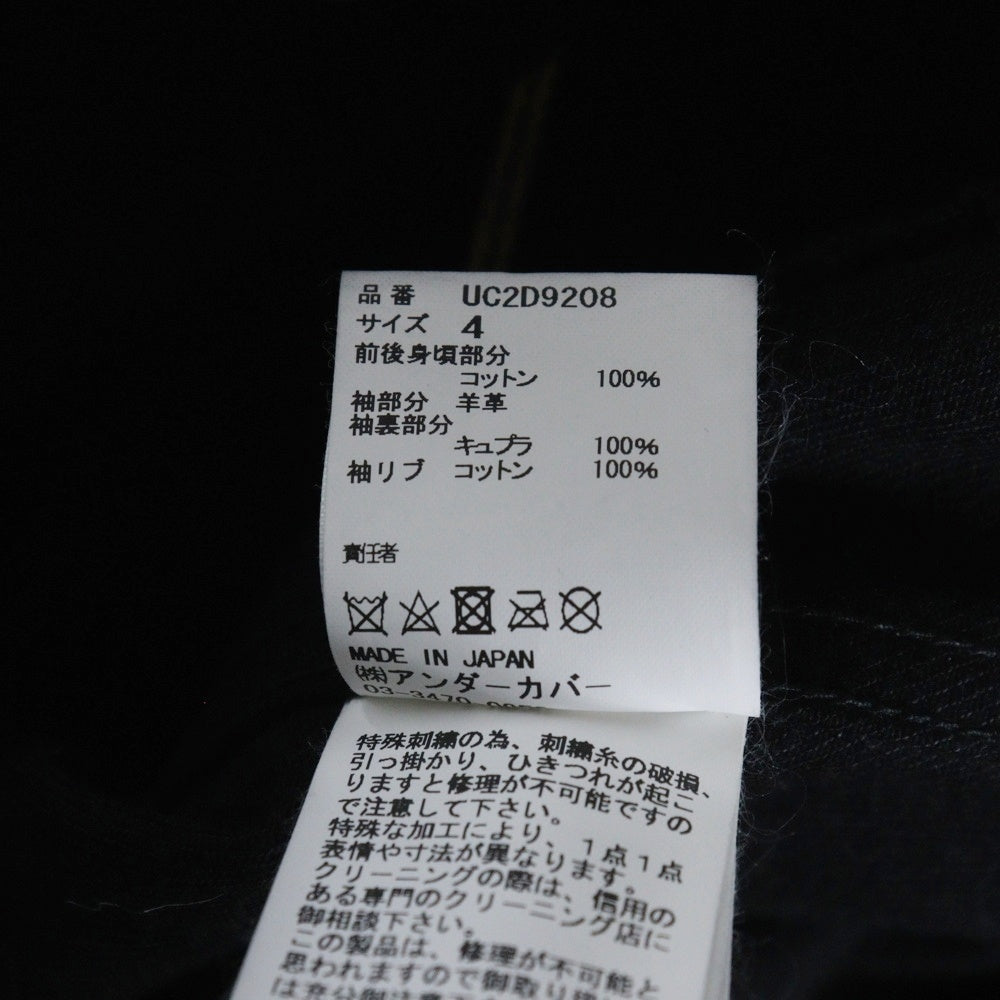 品番 UC2D9208
サイズ 4
前後身頃部分
コットン 100%
袖部分 羊革
袖裏部分
キュプラ 100%
袖リブ コットン 100%
責任者
MADE IN JAPAN
㈱アンダーカバー
03-3470
特殊刺繍の為、刺繍糸の破損、
引っ掛かり、ひきつれが起こ
りますと修理が不可能ですの
で注意して下さい。
特殊な加工により、1点1点
表情や寸法が異なります。
クリーニングの際は、信用の
ある専門のクリーニング店に
御相談下さい。
この製品は、修理が不可能と
思われますので御取り扱
は充分御注意